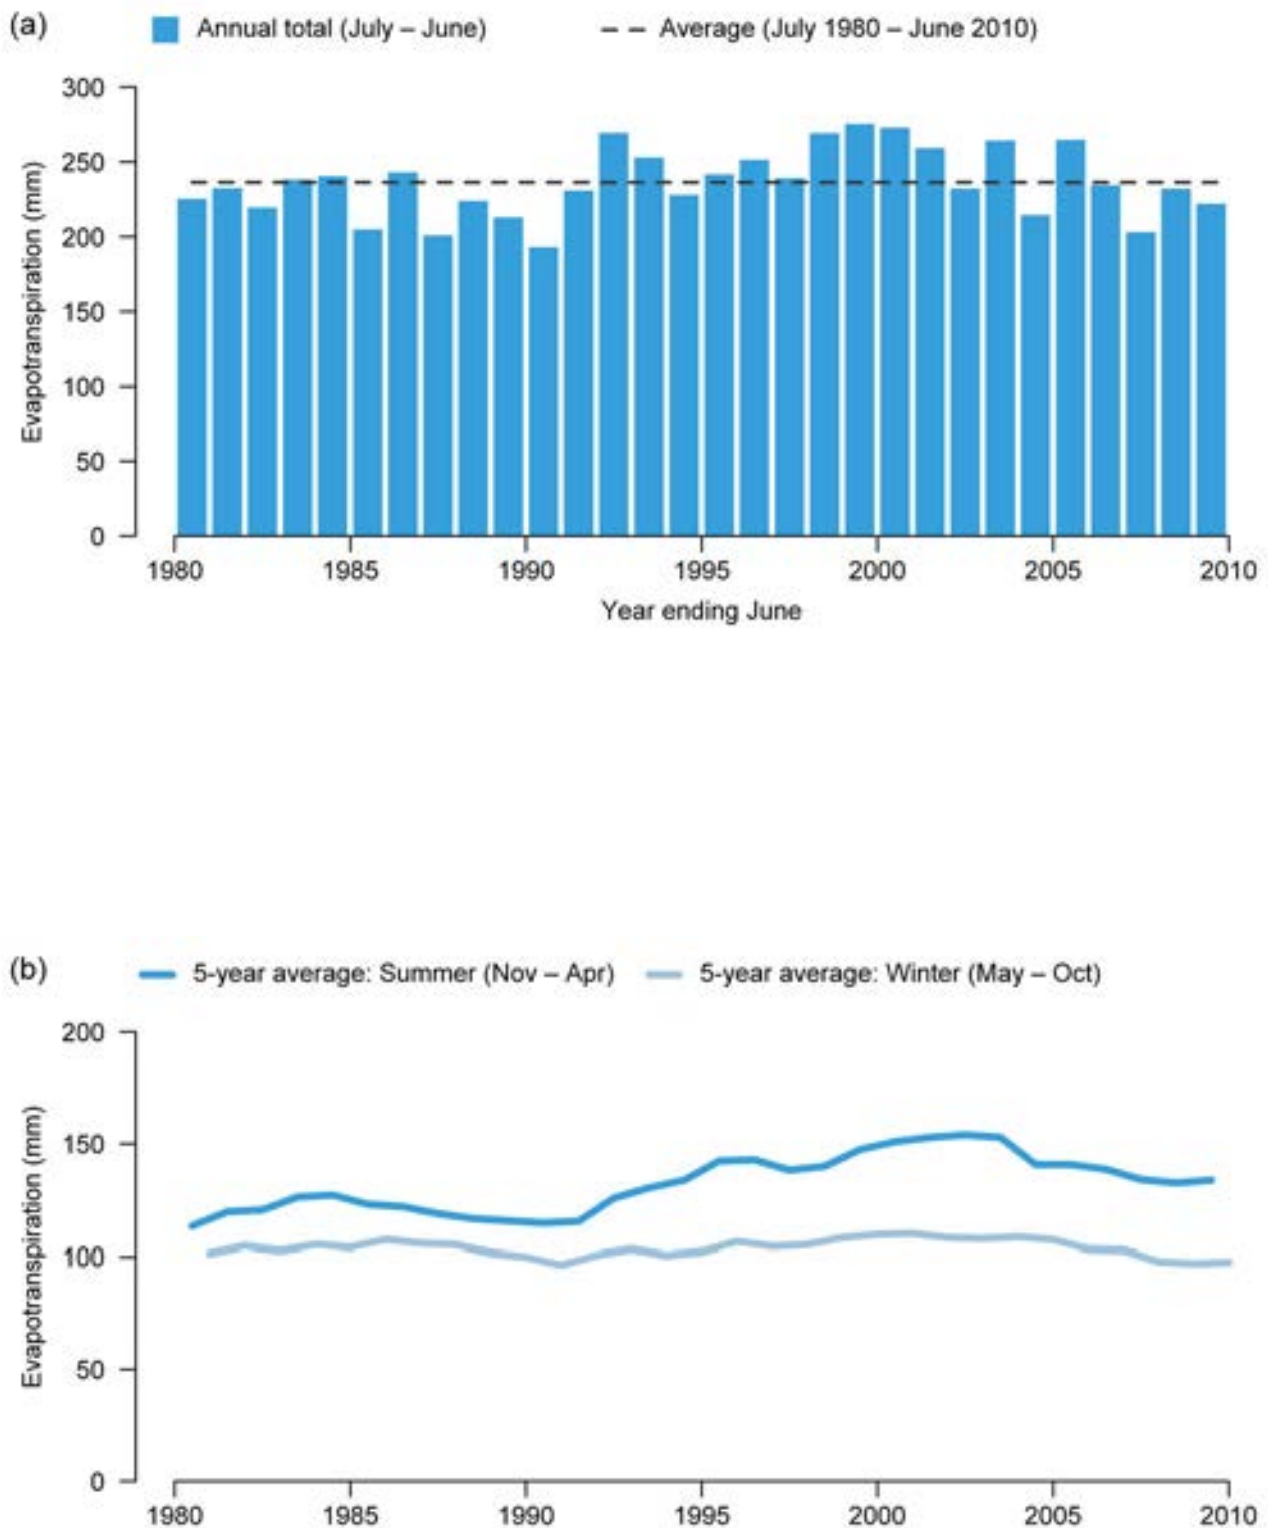 (a) Annual total (July – June) Average (July 1980 – June 2010)
300
250
200
150
100
50
0
Evapotranspiration (mm)
1980 1985 1990 1995 2000 2005 2010
Year ending June
(b) 5-year average: Summer (Nov – Apr) 5-year average: Winter (May – Oct)
200
150
100
50
0
Evapotranspiration (mm)
1980 1985 1990 1995 2000 2005 2010